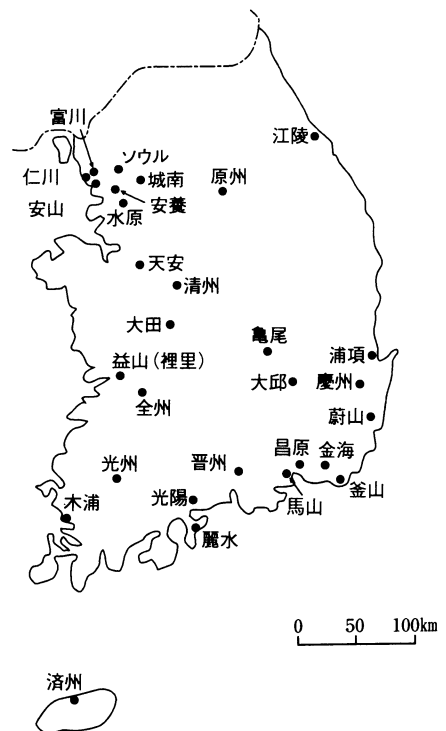 富川
江陵
ソウル
仁川
城南
原州
安山
安養
水原
天安
清州
大田
亀尾
浦項
益山(裡里)
大邱
慶州
全州
蔚山
昌原
金海
光州
晋州
釜山
光陽
馬山
木浦
麗水
0 50 100km
済州